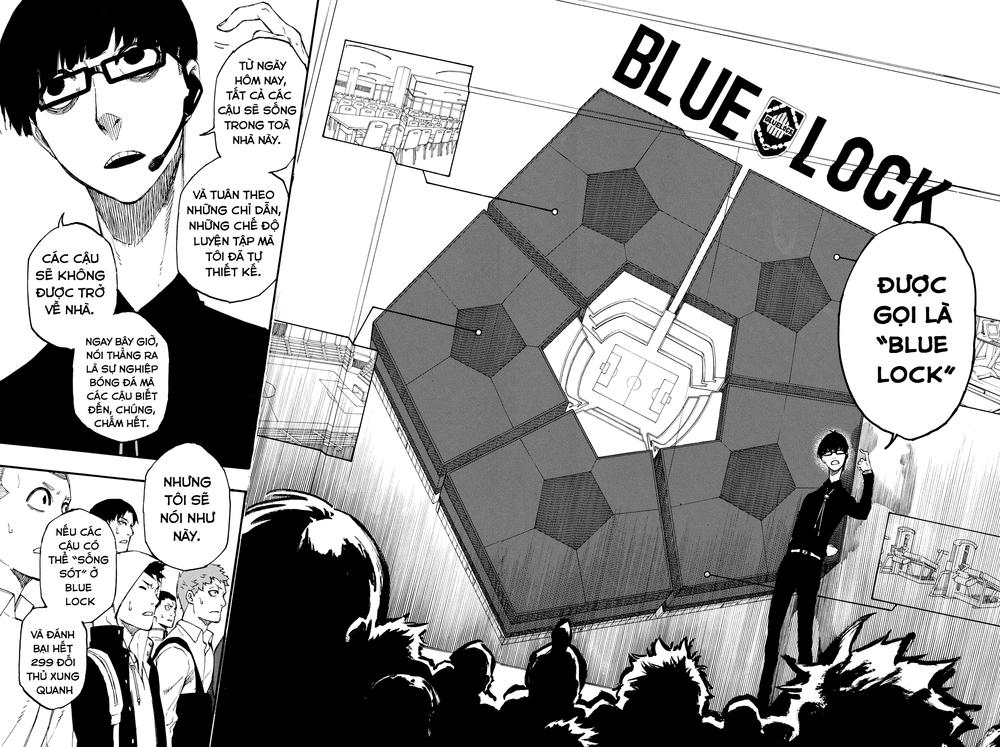 BLUE LOCK
ĐƯỢC
GỌI LÀ
"BLUE
LOCK"
TỪ NGÀY
HÔM NAY,
TẤT CẢ CÁC
CẬU SẼ SỐNG
TRONG TOÀ
NHÀ NÀY.
VÀ TUÂN THEO
NHỮNG CHỈ DẪN,
NHỮNG CHẾ ĐỘ
LUYỆN TẬP MÀ
TÔI ĐÃ TỰ
THIẾT KẾ.
CÁC CẬU
SẼ KHÔNG
ĐƯỢC TRỞ
VỀ NHÀ.
NGAY BÂY GIỜ,
NÓI THẲNG RA
LÀ SỰ NGHIỆP
BÓNG ĐÁ MÀ
CÁC CẬU BIẾT
ĐẾN, CHÚNG,
CHẤM HẾT.
NHƯNG
TÔI SẼ
NÓI NHƯ
NÀY.
NẾU CÁC
CẬU CÓ
THỂ "SỐNG
SÓT" Ở
BLUE
LOCK
VÀ ĐÁNH
BẠI HẾT
299 ĐỐI
THỦ XUNG
QUANH